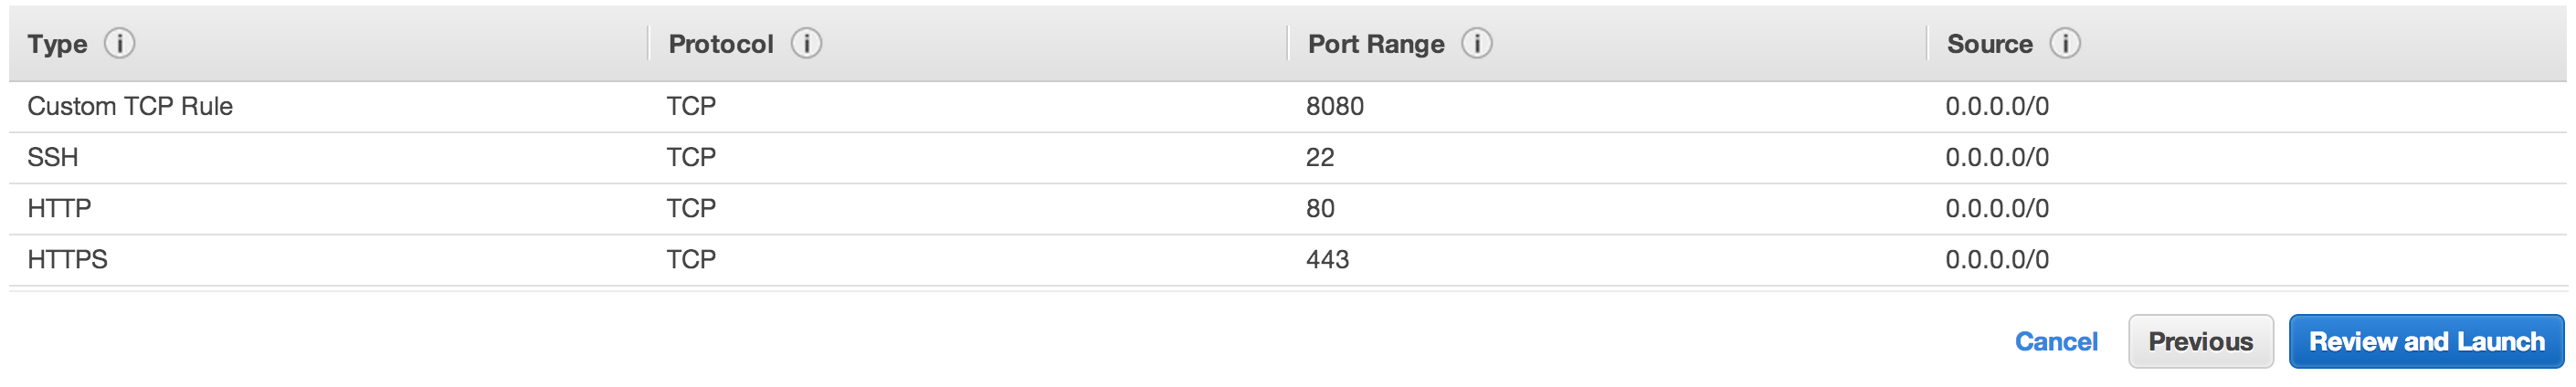 Type Protocol Port Range Source
Custom TCP Rule TCP 8080 0.0.0.0/0
SSH TCP 22 0.0.0.0/0
HTTP TCP 80 0.0.0.0/0
HTTPS TCP 443 0.0.0.0/0
Cancel Previous Review and Launch